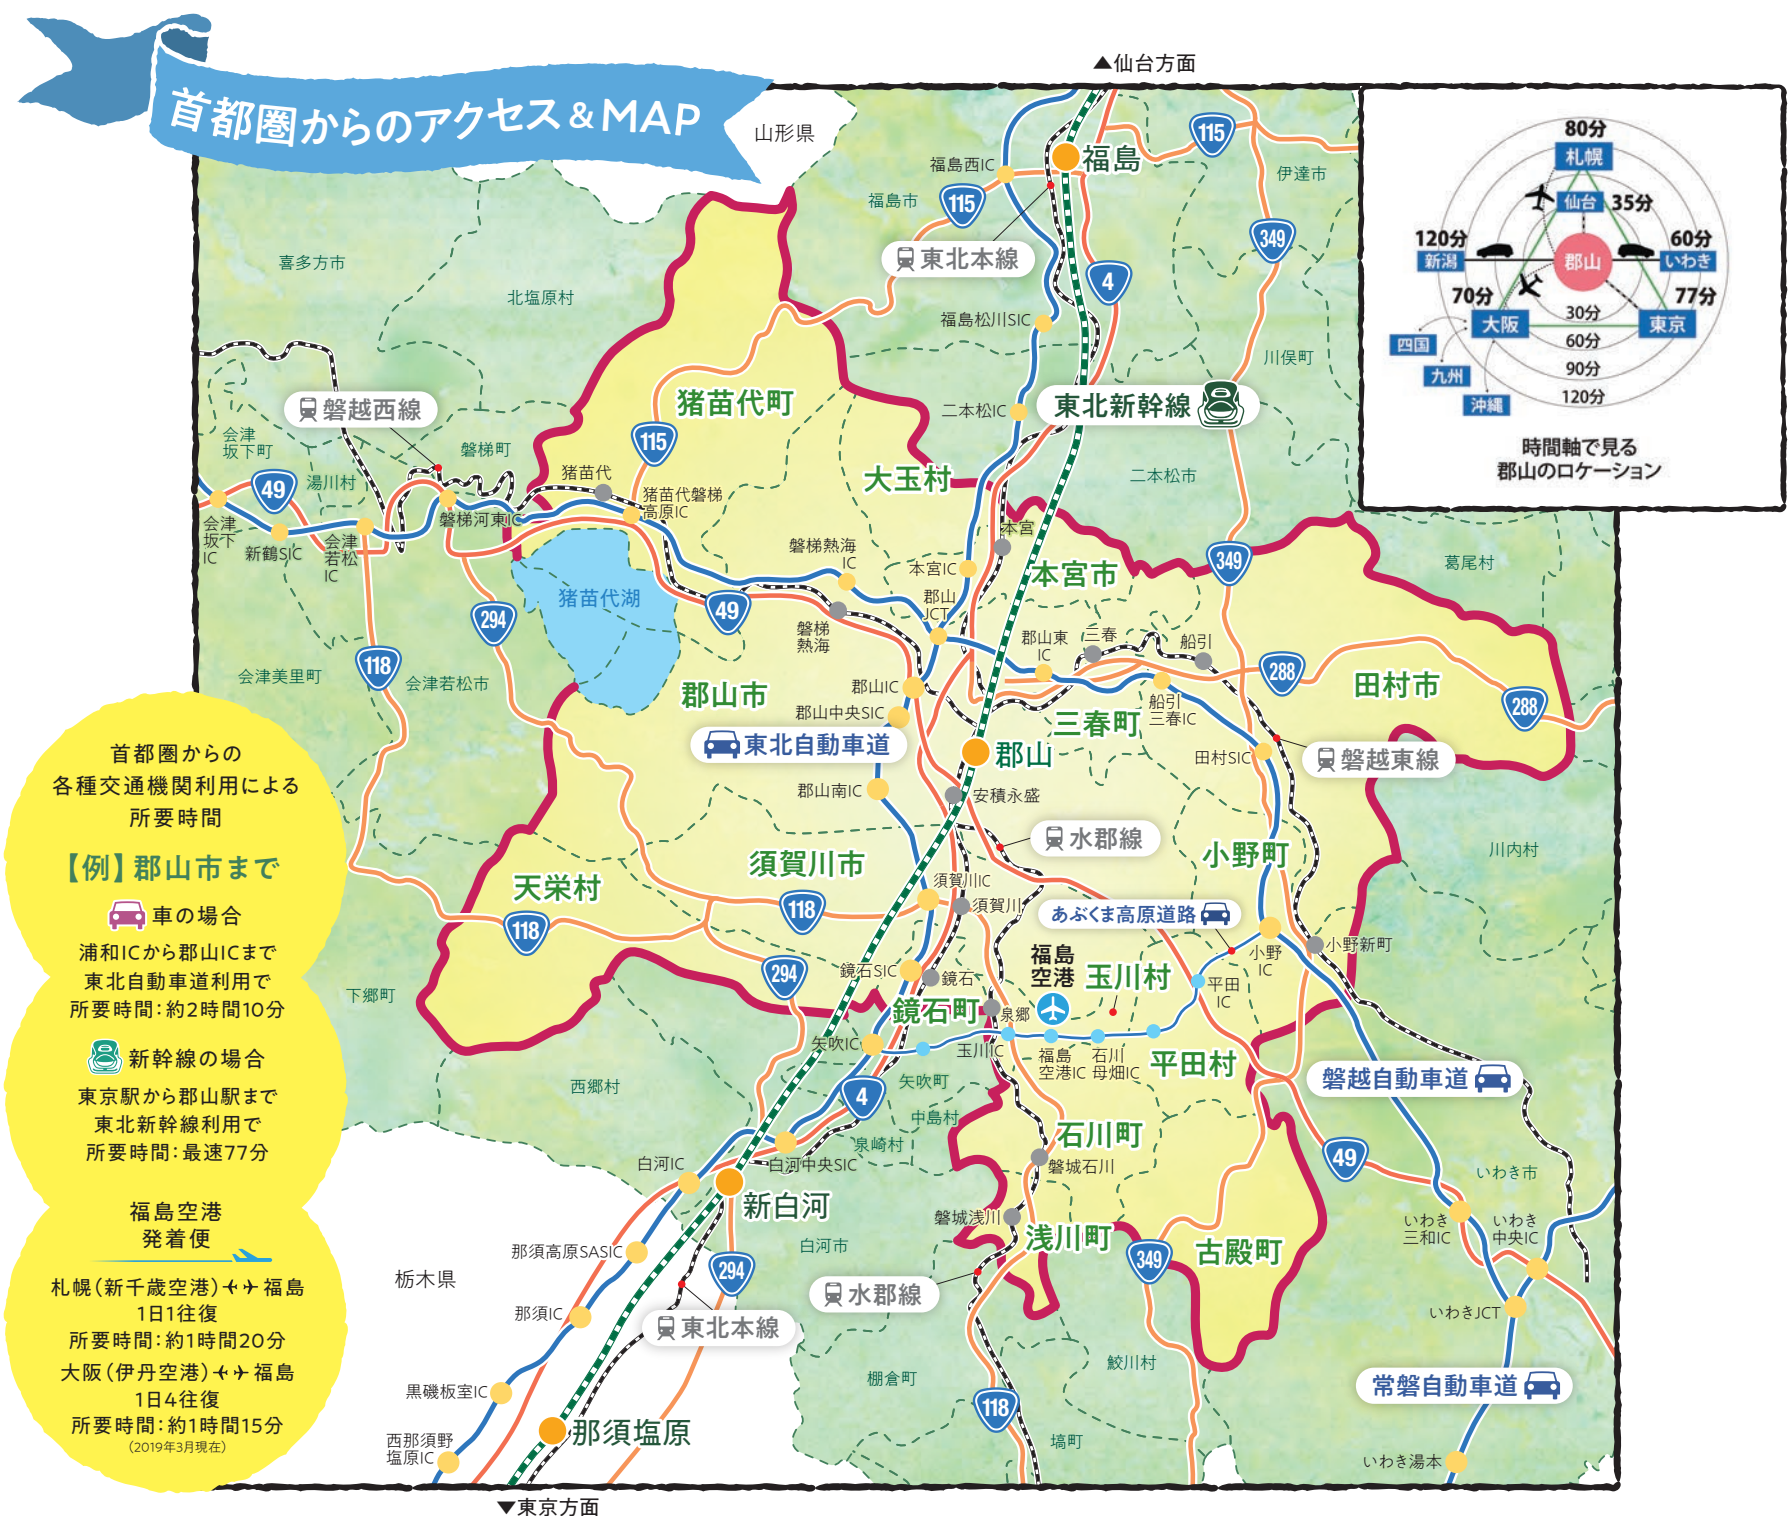 首都圏からのアクセス&MAP
▲仙台方面
山形県
福島西IC
福島
115
伊達市
福島市
115
349
東北本線
4
喜多方市
北塩原村
福島松川SIC
川俣町
猪苗代町
二本松IC
東北新幹線
磐越西線
会津
坂下町
磐梯町
115
大玉村
二本松市
猪苗代
49
湯川村
猪苗代磐梯
高原IC
会津
坂下
IC
新鶴SIC
会津
若松
IC
磐梯河東IC
本宮
磐梯熱海
IC
本宮IC
本宮市
349
葛尾村
猪苗代湖
49
郡山
JCT
294
磐梯
熱海
郡山東
IC
三春
船引
118
会津美里町
会津若松市
郡山市
郡山IC
288
田村市
288
郡山中央SIC
三春町
船引
三春IC
東北自動車道
郡山
田村SIC
磐越東線
郡山南IC
安積永盛
水郡線
小野町
川内村
須賀川市
天栄村
須賀川IC
118
須賀川
あぶくま高原道路
118
小野
IC
小野新町
福島
空港
294
鏡石SIC
鏡石
玉川村
平田
IC
下郷町
鏡石町
泉郷
矢吹IC
玉川IC
福島
空港IC
石川
母畑IC
平田村
西郷村
矢吹町
4
磐越自動車道
中島村
泉崎村
石川町
白河IC
白河中央SIC
磐城石川
49
いわき市
新白河
磐城浅川
浅川町
いわき
三和IC
いわき
中央IC
那須高原SASIC
白河市
349
古殿町
栃木県
294
水郡線
那須IC
東北本線
いわきJCT
鮫川村
棚倉町
黒磯板室IC
118
常磐自動車道
那須塩原
塙町
西那須野
塩原IC
いわき湯本
▼東京方面
80分
札幌
仙台
35分
120分
新潟
郡山
60分
いわき
70分
77分
大阪
東京
30分
60分
90分
120分
四国
九州
沖縄
時間軸で見る
郡山のロケーション
首都圏からの
各種交通機関利用による
所要時間
【例】郡山市まで
車の場合
浦和ICから郡山ICまで
東北自動車道利用で
所要時間：約2時間10分
新幹線の場合
東京駅から郡山駅まで
東北新幹線利用で
所要時間：最速77分
福島空港
発着便
札幌（新千歳空港）✈✈福島
1日1往復
所要時間：約1時間20分
大阪（伊丹空港）✈✈福島
1日4往復
所要時間：約1時間15分
（2019年3月現在）